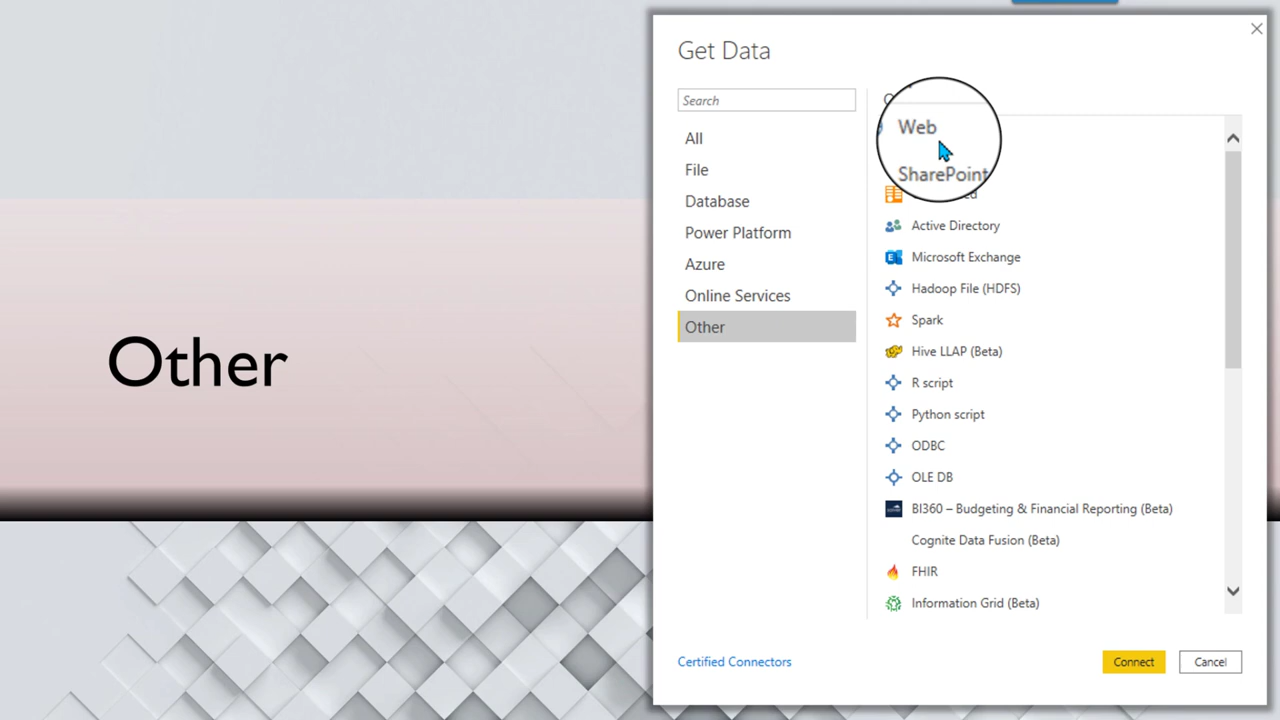 Other
Get Data
Search
All
File
Database
Power Platform
Azure
Online Services
Other
Web
SharePoint
Active Directory
Microsoft Exchange
Hadoop File (HDFS)
Spark
Hive LLAP (Beta)
R script
Python script
ODBC
OLE DB
BI360 – Budgeting & Financial Reporting (Beta)
Cognite Data Fusion (Beta)
FHIR
Information Grid (Beta)
Certified Connectors
Connect
Cancel